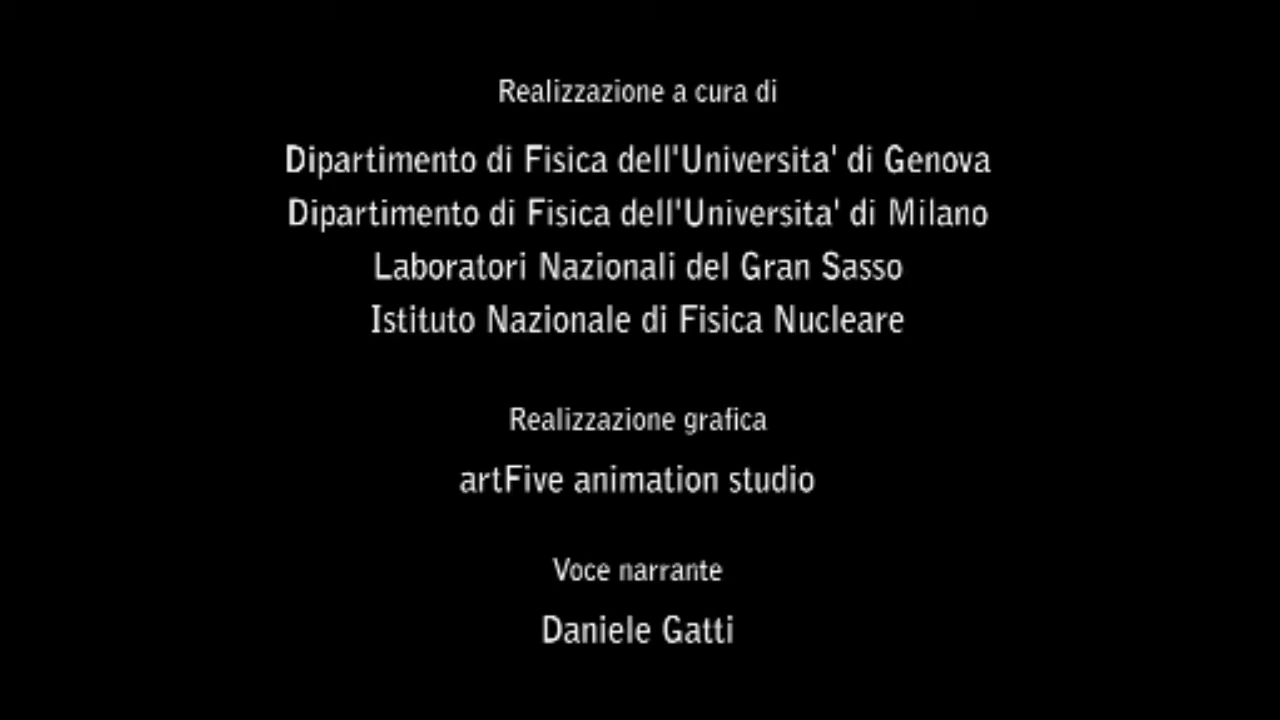 Realizzazione a cura di
Dipartimento di Fisica dell'Universita' di Genova
Dipartimento di Fisica dell'Universita' di Milano
Laboratori Nazionali del Gran Sasso
Istituto Nazionale di Fisica Nucleare
Realizzazione grafica
artFive animation studio
Voce narrante
Daniele Gatti